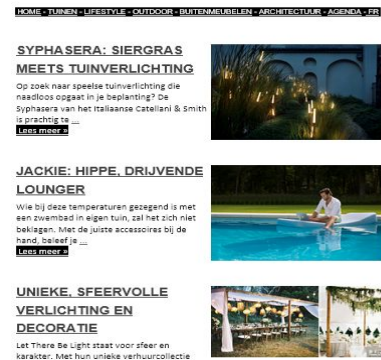 HOME - TUINEN - LIFESTYLE - OUTDOOR - BUITENMEUBELEN - ARCHITECTUUR - AGENDA - FR
SYPHASERA: SIERGRAS
MEETS TUINVERLICHTING
Op zoek naar speelse tuinverlichting die
naadloos opgaat in je beplanting? De
Syphasera van het Italiaanse Catellani & Smith
is prachtig te ...
Lees meer »
JACKIE: HIPPE, DRIJVENDE
LOUNGER
Wie bij deze temperaturen gezegend is met
een zwembad in eigen tuin, zal het zich niet
beklagen. Met de juiste accessoires bij de
hand, beleef je ...
Lees meer »
UNIEKE, SFEERVOLLE
VERLICHTING EN
DECORATIE
Let There Be Light staat voor sfeer en
karakter. Met hun unieke verhuurcollectie